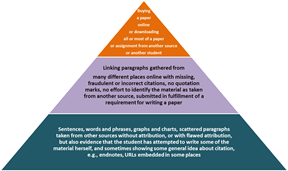 Buying
a paper
online
or downloading
all or most of a paper
or assignment from another source
or another student
Linking paragraphs gathered from
many different places online with missing,
fraudulent or incorrect citations, no quotation
marks, no effort to identify the material as taken
from another source, submitted in fulfillment of a
requirement for writing a paper
Sentences, words and phrases, graphs and charts, scattered paragraphs
taken from other sources without attribution, or with flawed attribution,
but also evidence that the student has attempted to write some of the
material herself, and sometimes showing some general idea about citation,
e.g., endnotes, URLs embedded in some places